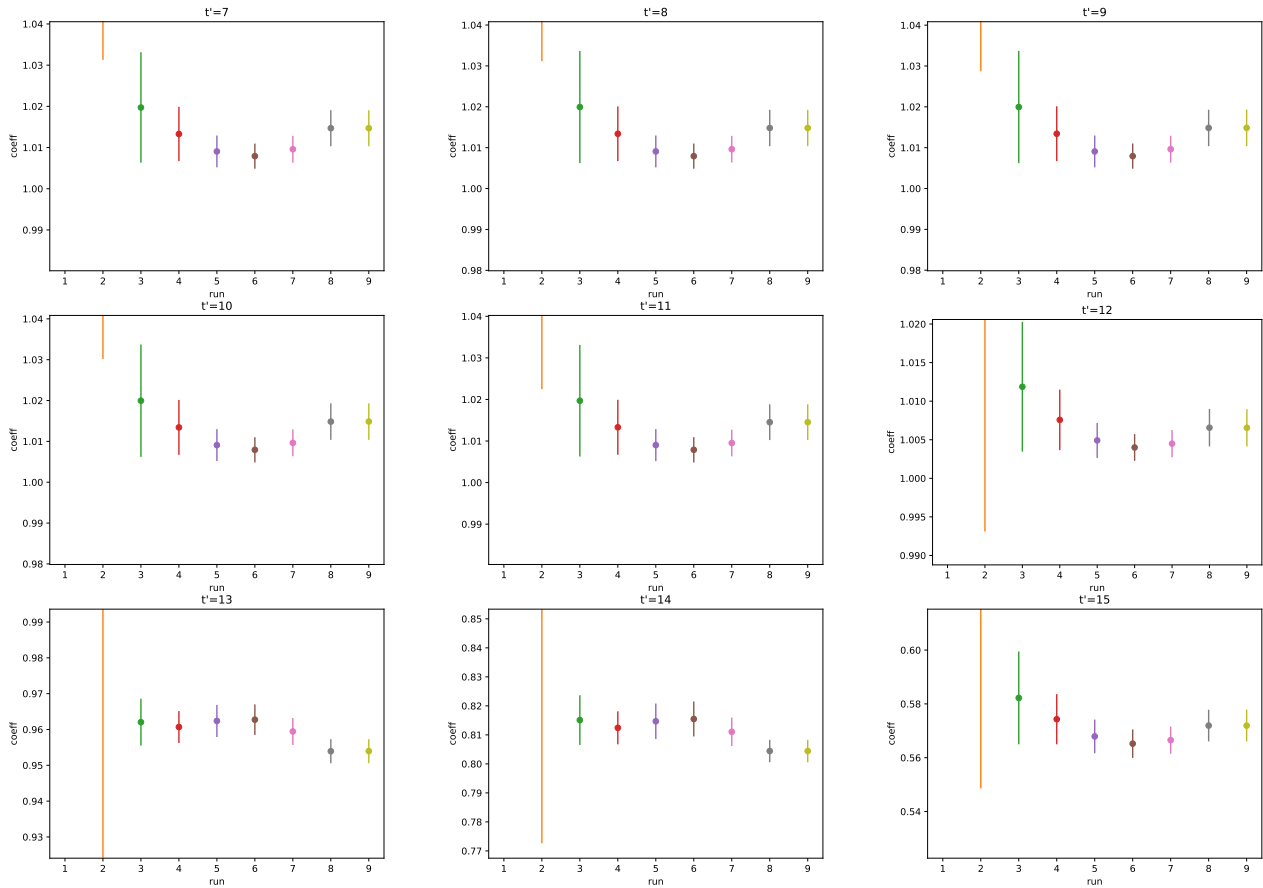 t'=7
1.04
1.03
1.02
1.01
1.00
0.99
coeff
1 2 3 4 5 6 7 8 9
run
t'=8
1.04
1.03
1.02
1.01
1.00
0.99
0.98
coeff
1 2 3 4 5 6 7 8 9
run
t'=9
1.04
1.03
1.02
1.01
1.00
0.99
0.98
coeff
1 2 3 4 5 6 7 8 9
run
t'=10
1.04
1.03
1.02
1.01
1.00
0.99
0.98
coeff
1 2 3 4 5 6 7 8 9
run
t'=11
1.04
1.03
1.02
1.01
1.00
0.99
coeff
1 2 3 4 5 6 7 8 9
run
t'=12
1.020
1.015
1.010
1.005
1.000
0.995
0.990
coeff
1 2 3 4 5 6 7 8 9
run
t'=13
0.99
0.98
0.97
0.96
0.95
0.94
0.93
coeff
1 2 3 4 5 6 7 8 9
run
t'=14
0.85
0.84
0.83
0.82
0.81
0.80
0.79
0.78
0.77
coeff
1 2 3 4 5 6 7 8 9
run
t'=15
0.60
0.58
0.56
0.54
coeff
1 2 3 4 5 6 7 8 9
run